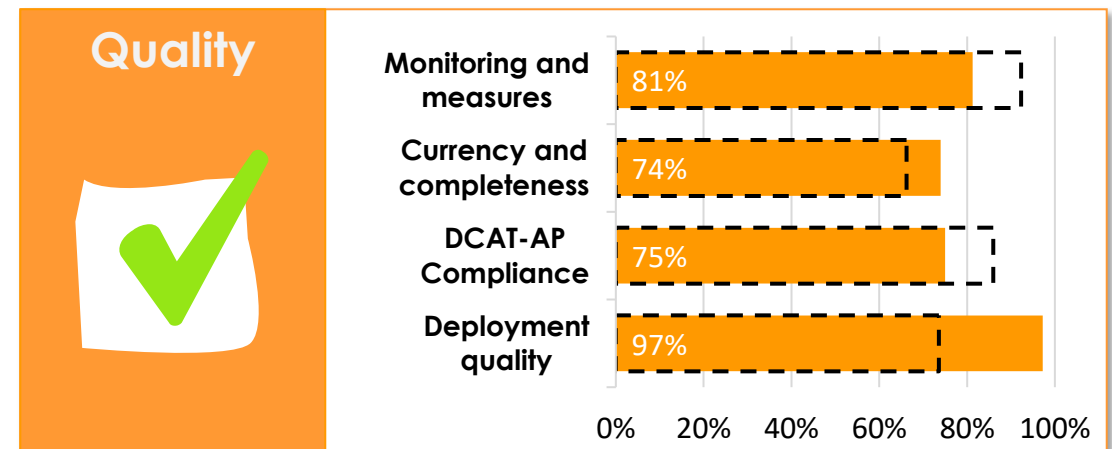 Quality
Monitoring and
measures
81%
Currency and
completeness
74%
DCAT-AP
Compliance
75%
Deployment
quality
97%
0% 20% 40% 60% 80% 100%